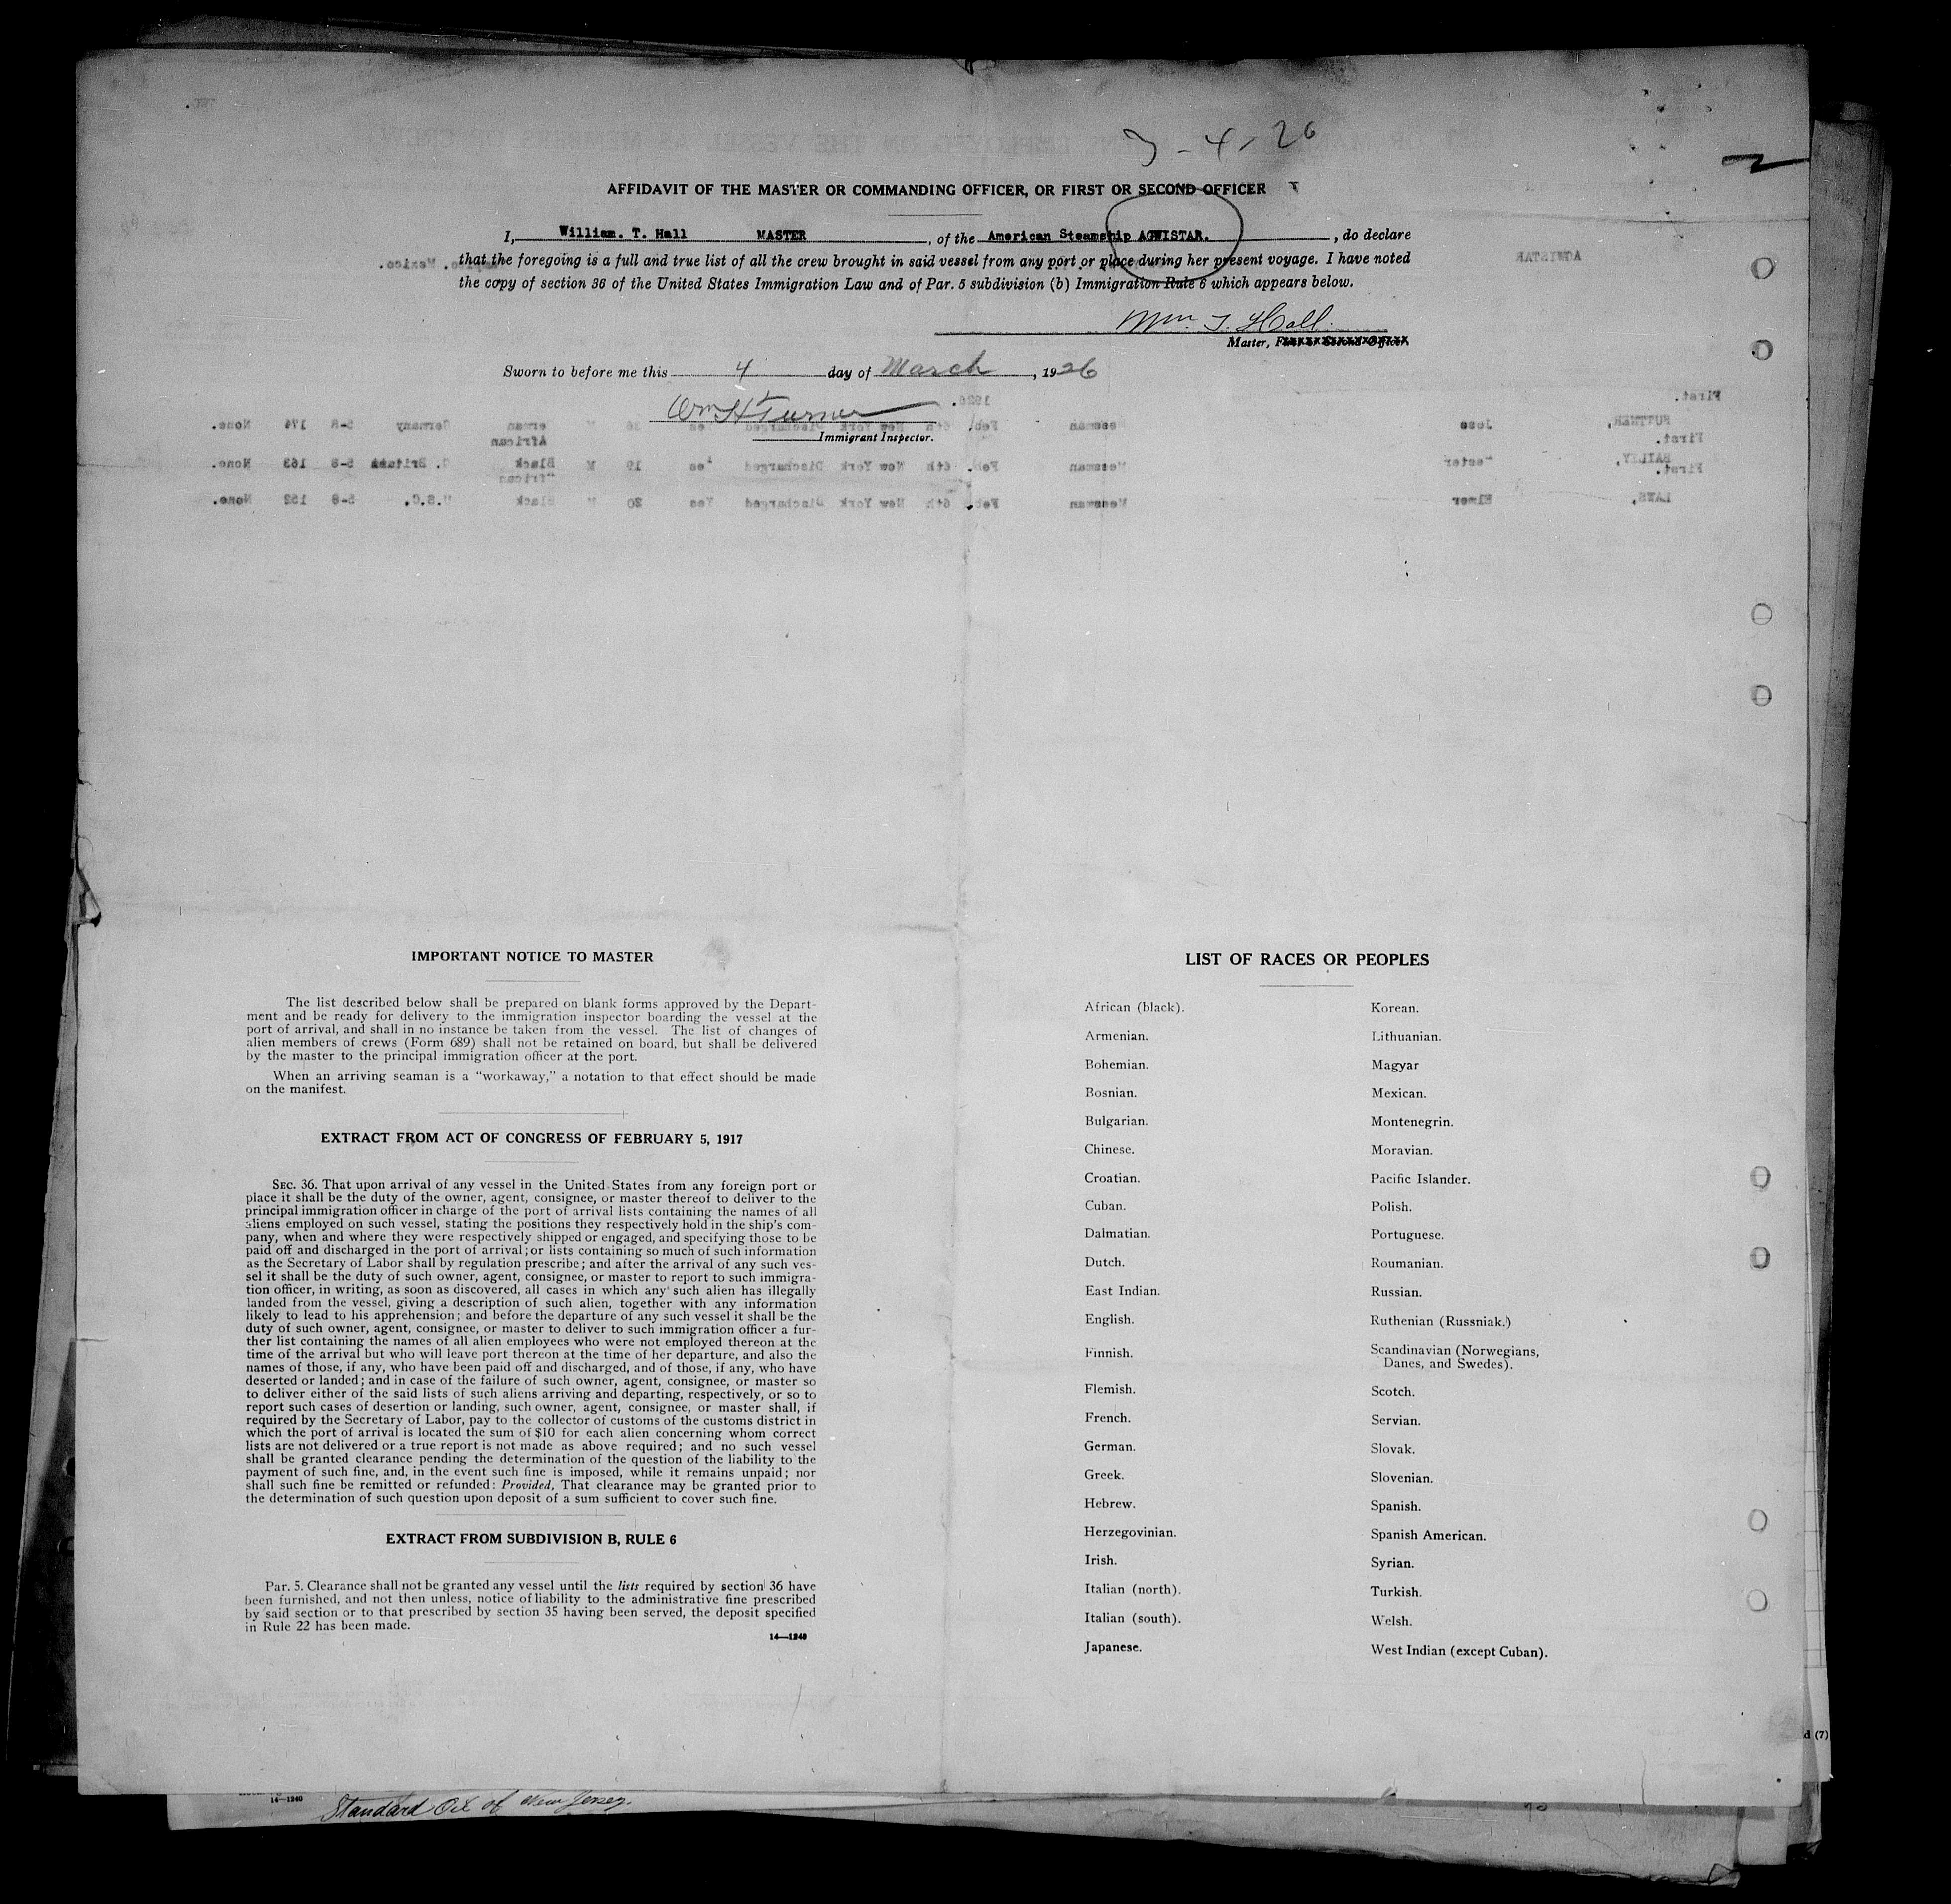 3-4-26
AFFIDAVIT OF THE MASTER OR COMMANDING OFFICER, OR FIRST OR SECOND OFFICER
I, William. T. Hall MASTER, of the American Steamship AGWISTAR., do declare
that the foregoing is a full and true list of all the crew brought in said vessel from any port or place during her present voyage. I have noted
the copy of section 36 of the United States Immigration Law and of Par. 5 subdivision (b) Immigration Rule 6 which appears below.
Wm. T. Hall.
Master, First or Second Officer.
Sworn to before me this 4 day of March, 1926
Wm H Turner
Immigrant Inspector.
IMPORTANT NOTICE TO MASTER
The list described below shall be prepared on blank forms approved by the Depart-
ment and be ready for delivery to the immigration inspector boarding the vessel at the
port of arrival, and shall in no instance be taken from the vessel. The list of changes of
alien members of crews (Form 689) shall not be retained on board, but shall be delivered
by the master to the principal immigration officer at the port.
When an arriving seaman is a "workaway," a notation to that effect should be made
on the manifest.
EXTRACT FROM ACT OF CONGRESS OF FEBRUARY 5, 1917
SEC. 36. That upon arrival of any vessel in the United States from any foreign port or
place it shall be the duty of the owner, agent, consignee, or master thereof to deliver to the
principal immigration officer in charge of the port of arrival lists containing the names of all
aliens employed on such vessel, stating the positions they respectively hold in the ship's com-
pany, when and where they were respectively shipped or engaged, and specifying those to be
paid off and discharged in the port of arrival; or lists containing so much of such information
as the Secretary of Labor shall by regulation prescribe; and after the arrival of any such ves-
sel it shall be the duty of such owner, agent, consignee, or master to report to such immigra-
tion officer, in writing, as soon as discovered, all cases in which any such alien has illegally
landed from the vessel, giving a description of such alien, together with any information
likely to lead to his apprehension; and before the departure of any such vessel it shall be the
duty of such owner, agent, consignee, or master to deliver to such immigration officer a fur-
ther list containing the names of all alien employees who were not employed thereon at the
time of the arrival but who will leave port thereon at the time of her departure, and also the
names of those, if any, who have been paid off and discharged, and of those, if any, who have
deserted or landed; and in case of the failure of such owner, agent, consignee, or master so
to deliver either of the said lists of such aliens arriving and departing, respectively, or so to
report such cases of desertion or landing, such owner, agent, consignee, or master shall, if
required by the Secretary of Labor, pay to the collector of customs of the customs district in
which the port of arrival is located the sum of $10 for each alien concerning whom correct
lists are not delivered or a true report is not made as above required; and no such vessel
shall be granted clearance pending the determination of the question of the liability to the
payment of such fine, and, in the event such fine is imposed, while it remains unpaid; nor
shall such fine be remitted or refunded: Provided, That clearance may be granted prior to
the determination of such question upon deposit of a sum sufficient to cover such fine.
EXTRACT FROM SUBDIVISION B, RULE 6
Par. 5. Clearance shall not be granted any vessel until the lists required by section 36 have
been furnished, and not then unless, notice of liability to the administrative fine prescribed
by said section or to that prescribed by section 35 having been served, the deposit specified
in Rule 22 has been made.
14—1240
LIST OF RACES OR PEOPLES
African (black).
Armenian.
Bohemian.
Bosnian.
Bulgarian.
Chinese.
Croatian.
Cuban.
Dalmatian.
Dutch.
East Indian.
English.
Finnish.
Flemish.
French.
German.
Greek.
Hebrew.
Herzegovinian.
Irish.
Italian (north).
Italian (south).
Japanese.
Korean.
Lithuanian.
Magyar
Mexican.
Montenegrin.
Moravian.
Pacific Islander.
Polish.
Portuguese.
Roumanian.
Russian.
Ruthenian (Russniak.)
Scandinavian (Norwegians,
Danes, and Swedes).
Scotch.
Servian.
Slovak.
Slovenian.
Spanish.
Spanish American.
Syrian.
Turkish.
Welsh.
West Indian (except Cuban).
d (7)
14—1240
Standard Oil of New Jersey.